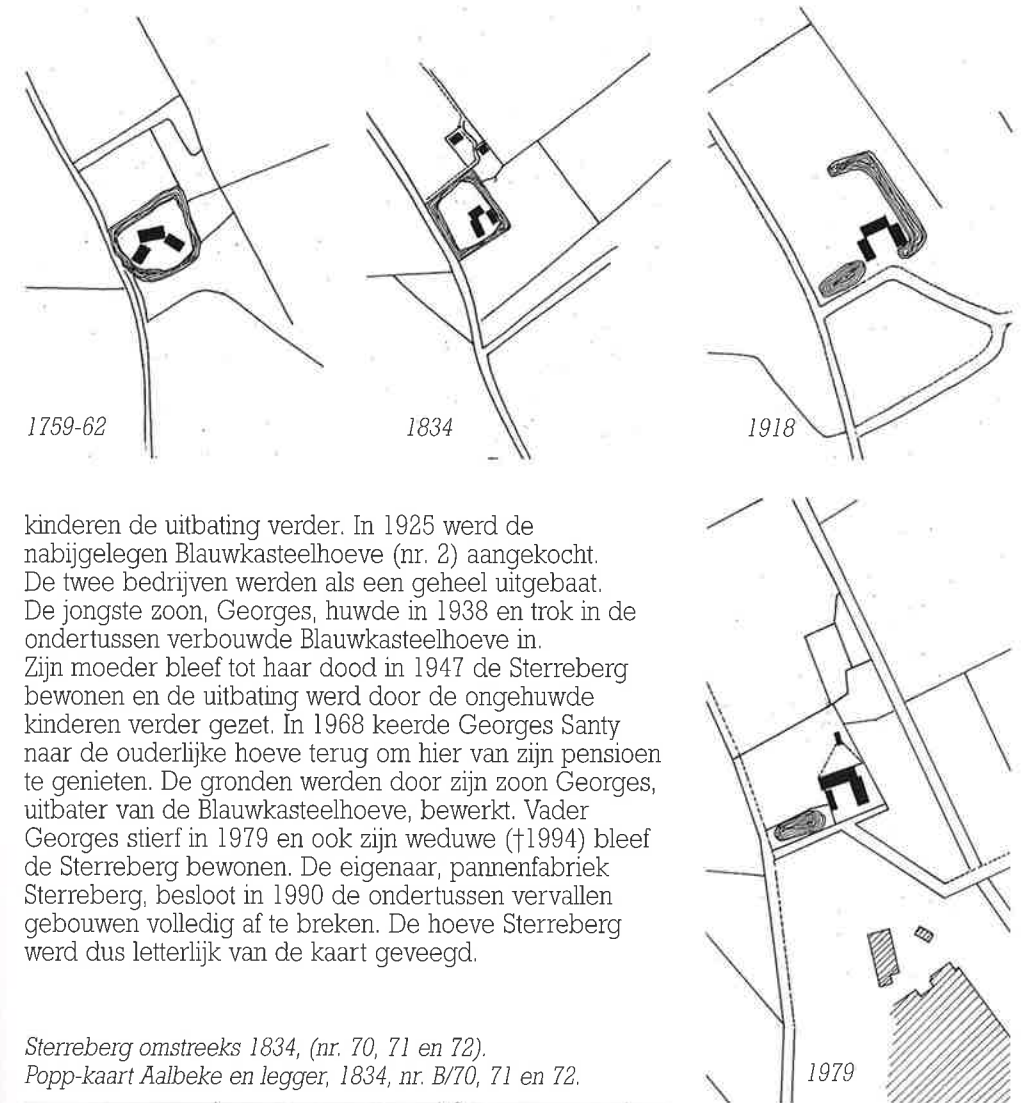 1759-62
1834
1918
kinderen de uitbating verder. In 1925 werd de
nabijgelegen Blauwkasteelhoeve (nr. 2) aangekocht.
De twee bedrijven werden als een geheel uitgebaat.
De jongste zoon, Georges, huwde in 1938 en trok in de
ondertussen verbouwde Blauwkasteelhoeve in.
Zijn moeder bleef tot haar dood in 1947 de Sterreberg
bewonen en de uitbating werd door de ongehuwde
kinderen verder gezet. In 1968 keerde Georges Santy
naar de ouderlijke hoeve terug om hier van zijn pensioen
te genieten. De gronden werden door zijn zoon Georges,
uitbater van de Blauwkasteelhoeve, bewerkt. Vader
Georges stierf in 1979 en ook zijn weduwe (†1994) bleef
de Sterreberg bewonen. De eigenaar, pannenfabriek
Sterreberg, besloot in 1990 de ondertussen vervallen
gebouwen volledig af te breken. De hoeve Sterreberg
werd dus letterlijk van de kaart geveegd.
Sterreberg omstreeks 1834, (nr. 70, 71 en 72).
Popp-kaart Aalbeke en legger, 1834, nr. B/70, 71 en 72.
1979